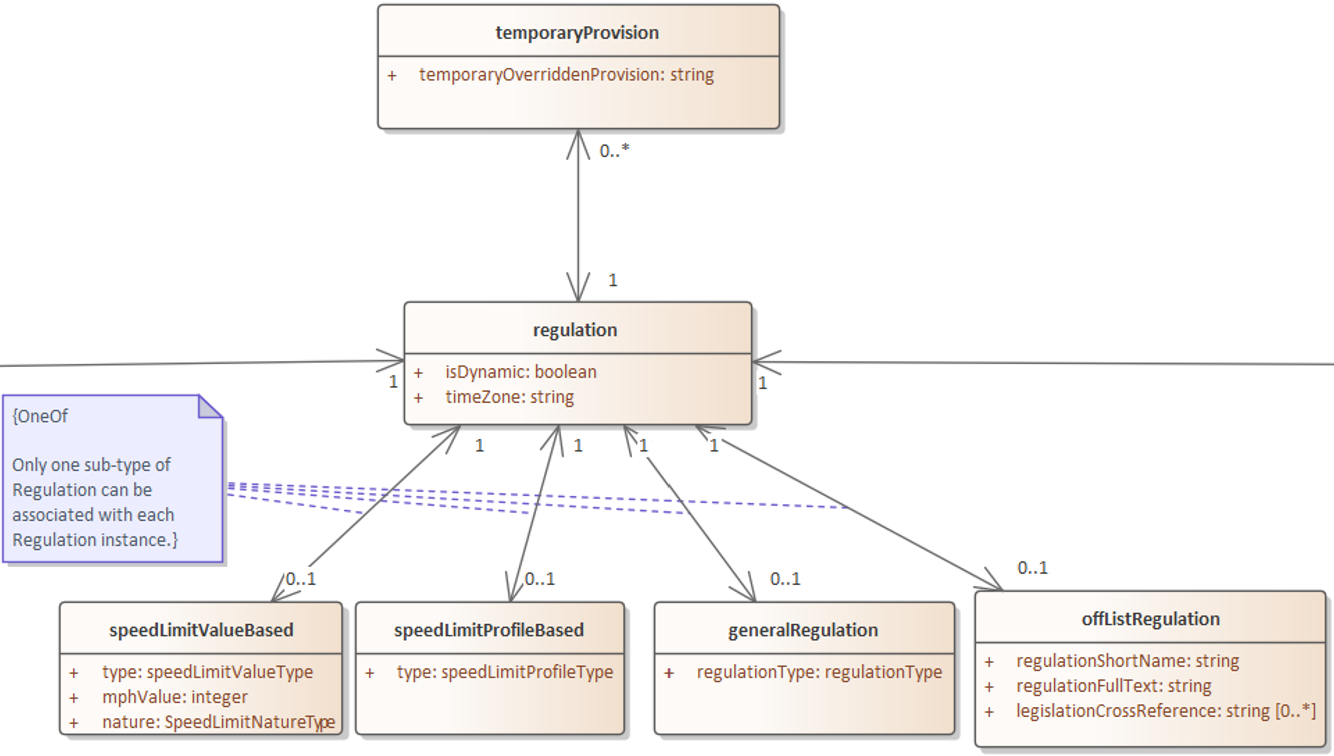 temporaryProvision
+ temporaryOverriddenProvision: string
0..*
1
regulation
+ isDynamic: boolean
+ timeZone: string
1
1
{OneOf
Only one sub-type of
Regulation can be
associated with each
Regulation instance.}
1
1
1
1
0..1
0..1
0..1
0..1
speedLimitValueBased
+ type: speedLimitValueType
+ mphValue: integer
+ nature: SpeedLimitNatureType
speedLimitProfileBased
+ type: speedLimitProfileType
generalRegulation
+ regulationType: regulationType
offListRegulation
+ regulationShortName: string
+ regulationFullText: string
+ legislationCrossReference: string [0..*]